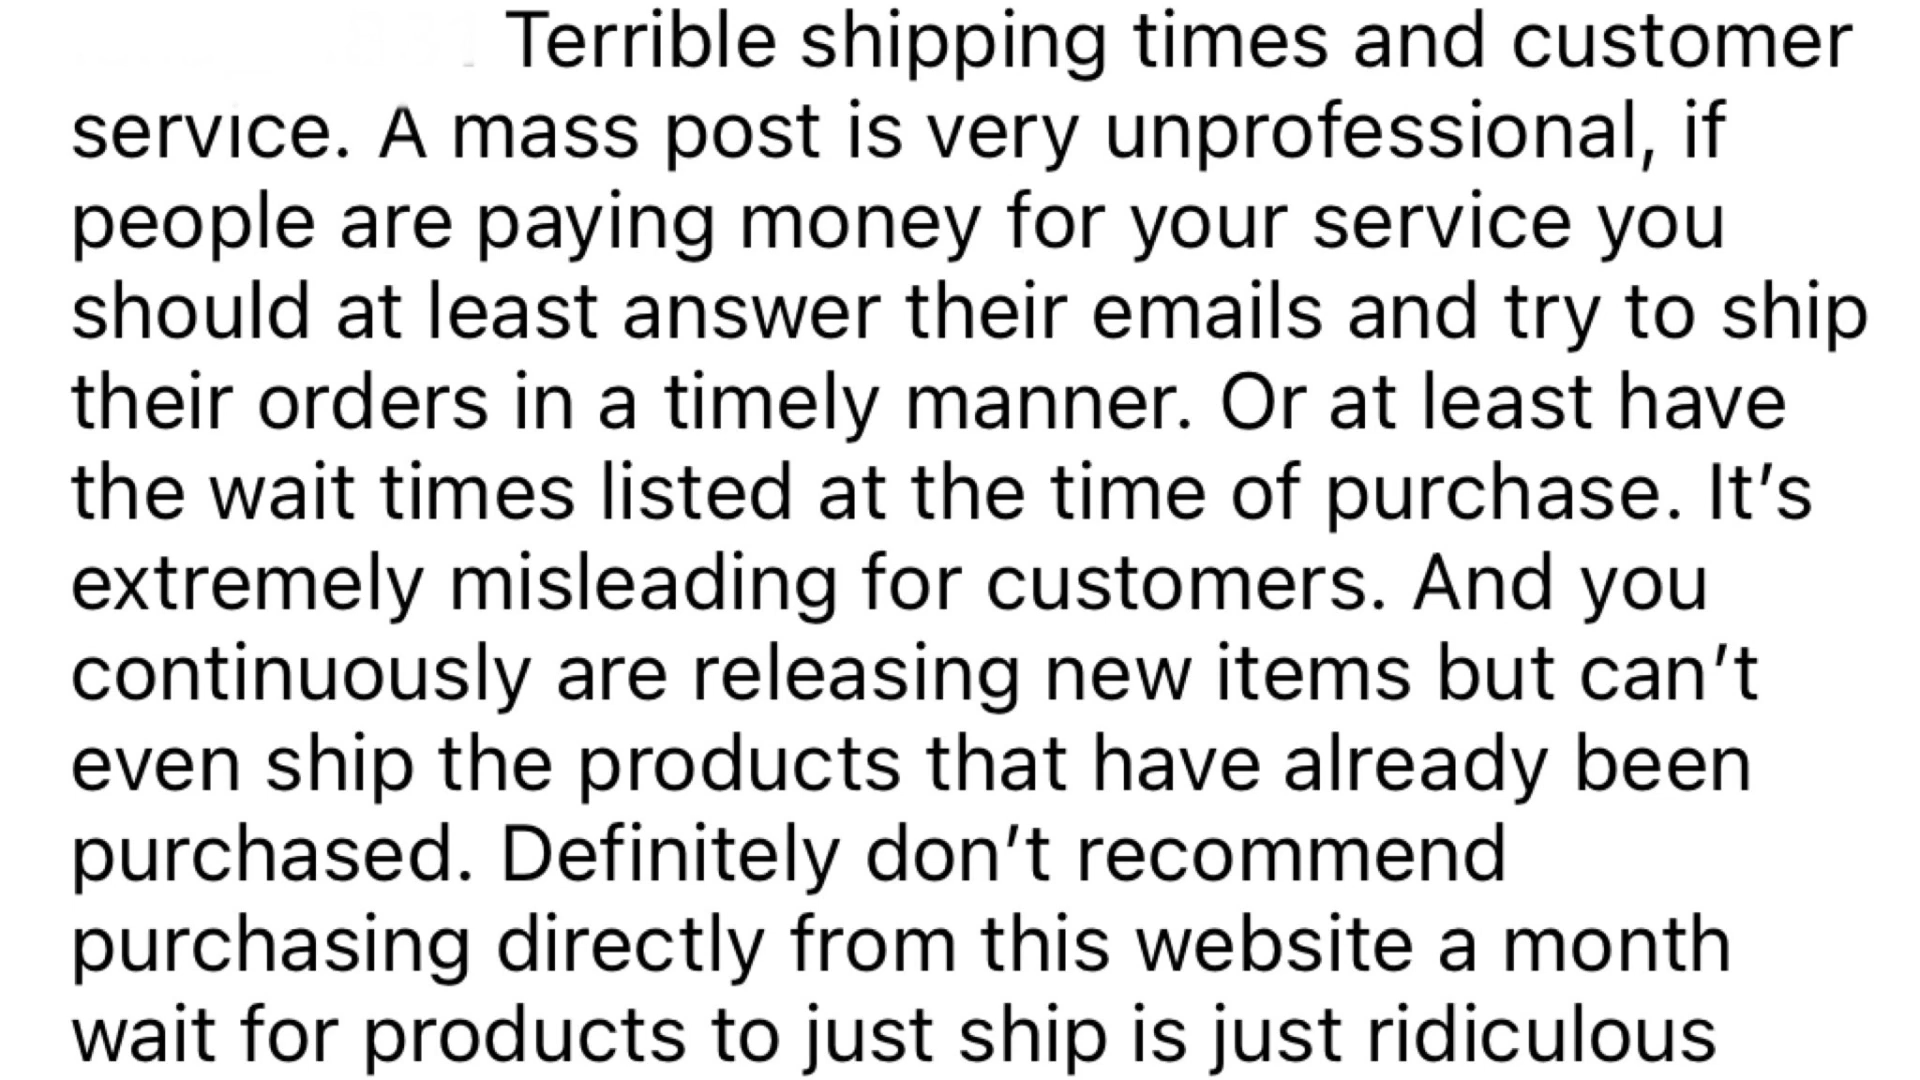 Terrible shipping times and customer
service. A mass post is very unprofessional, if
people are paying money for your service you
should at least answer their emails and try to ship
their orders in a timely manner. Or at least have
the wait times listed at the time of purchase. It’s
extremely misleading for customers. And you
continuously are releasing new items but can’t
even ship the products that have already been
purchased. Definitely don’t recommend
purchasing directly from this website a month
wait for products to just ship is just ridiculous